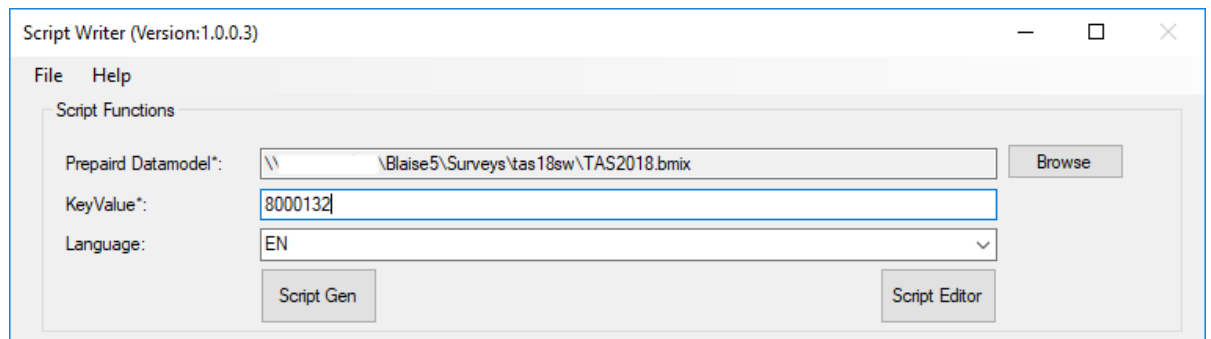 Script Writer (Version:1.0.0.3)
File Help
Script Functions
Prepaird Datamodel*: \\ \Blaise5\Surveys\tas18sw\TAS2018.bmix Browse
KeyValue*: 8000132
Language: EN
Script Gen Script Editor